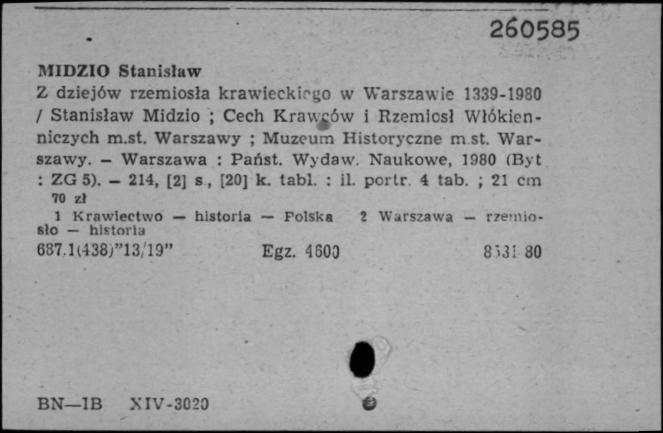 260585
MIDZIO Stanisław
Z dziejów rzemiosła krawieckiego w Warszawie 1339-1980
/ Stanisław Midzio ; Cech Krawców i Rzemiosł Włókien-
niczych m.st. Warszawy ; Muzeum Historyczne m.st. War-
szawy. — Warszawa : Państ. Wydaw. Naukowe, 1980 (Byt
: ZG 5). — 214, [2] s., [20] k. tabl. : il. portr. 4 tab. ; 21 cm
70 zł
1 Krawiectwo — historia — Polska 2 Warszawa — rzemio-
sło — historia
687.1(438)"13/19" Egz. 4600 8531 80
BN—IB XIV-3020